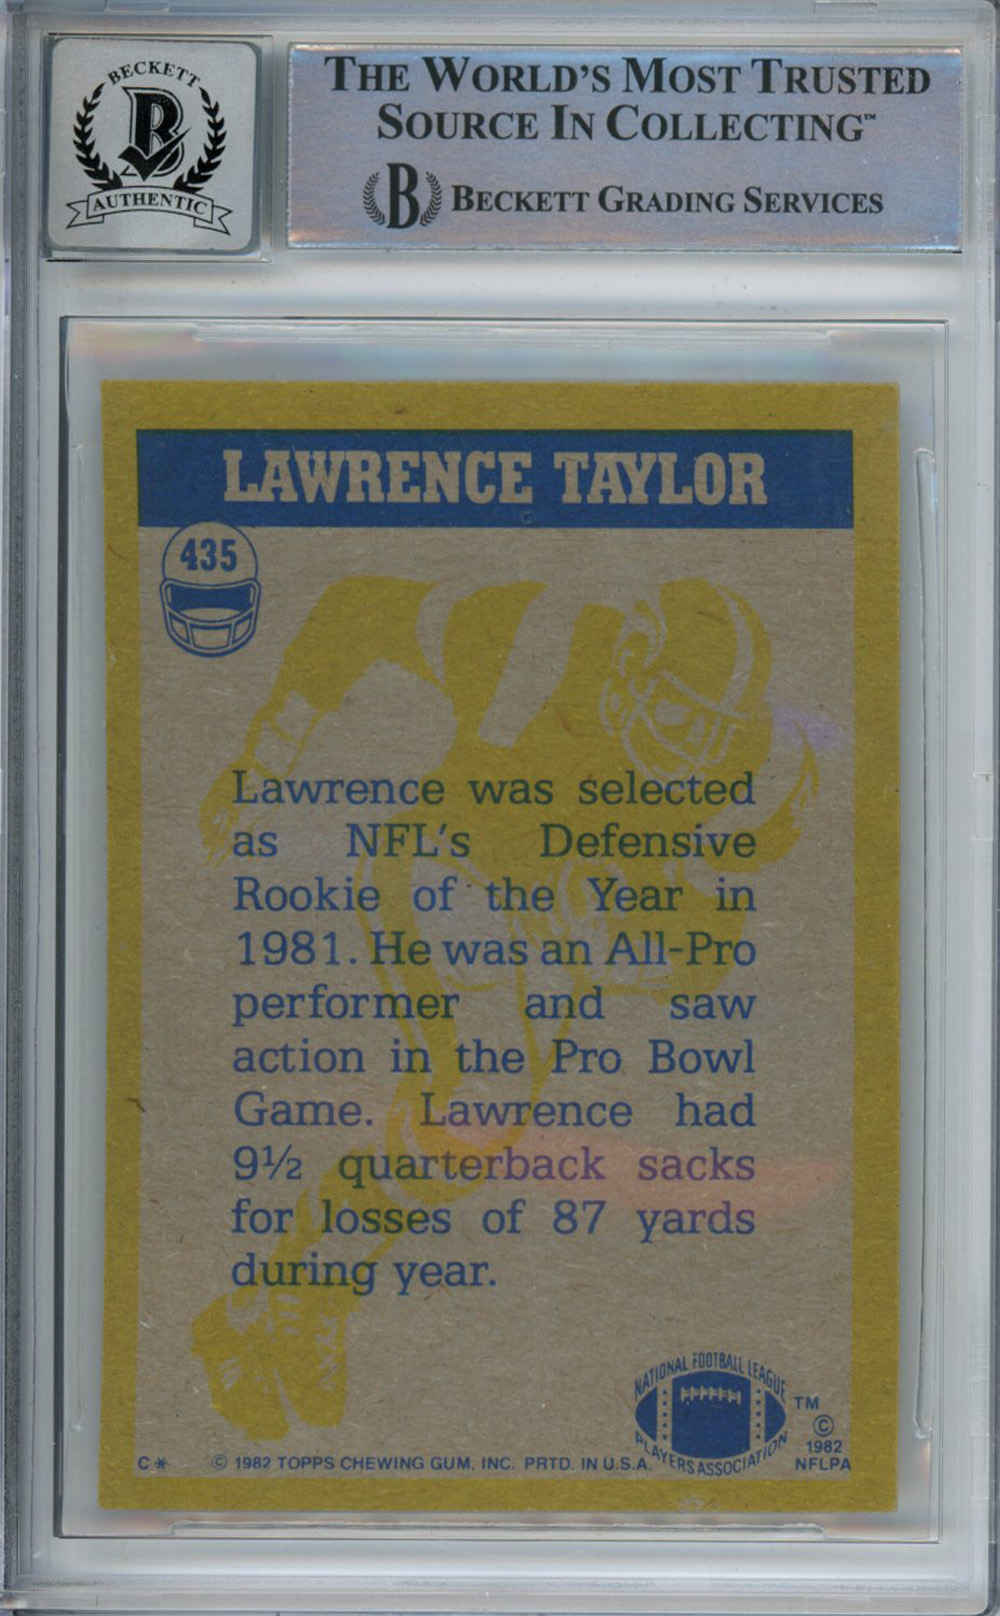 BECKETT
B
AUTHENTIC
THE WORLD'S MOST TRUSTED
SOURCE IN COLLECTING™
B BECKETT GRADING SERVICES
LAWRENCE TAYLOR
435
Lawrence was selected
as NFL's Defensive
Rookie of the Year in
1981. He was an All-Pro
performer and saw
action in the Pro Bowl
Game. Lawrence had
9½ quarterback sacks
for losses of 87 yards
during year.
NATIONAL FOOTBALL LEAGUE
PLAYERS ASSOCIATION
TM
©
1982
NFLPA
C* © 1982 TOPPS CHEWING GUM, INC. PRTD. IN U.S.A.